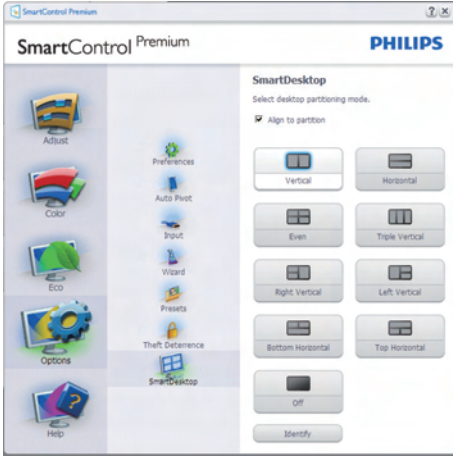 SmartControl Premium
SmartControl Premium
PHILIPS
Adjust
Color
Eco
Options
Help
Preferences
Auto Pivot
Input
Wizard
Presets
Theft Deterrence
SmartDesktop
SmartDesktop
Select desktop partitioning mode.
Align to partition
Vertical
Horizontal
Even
Triple Vertical
Right Vertical
Left Vertical
Bottom Horizontal
Top Horizontal
Off
Identify